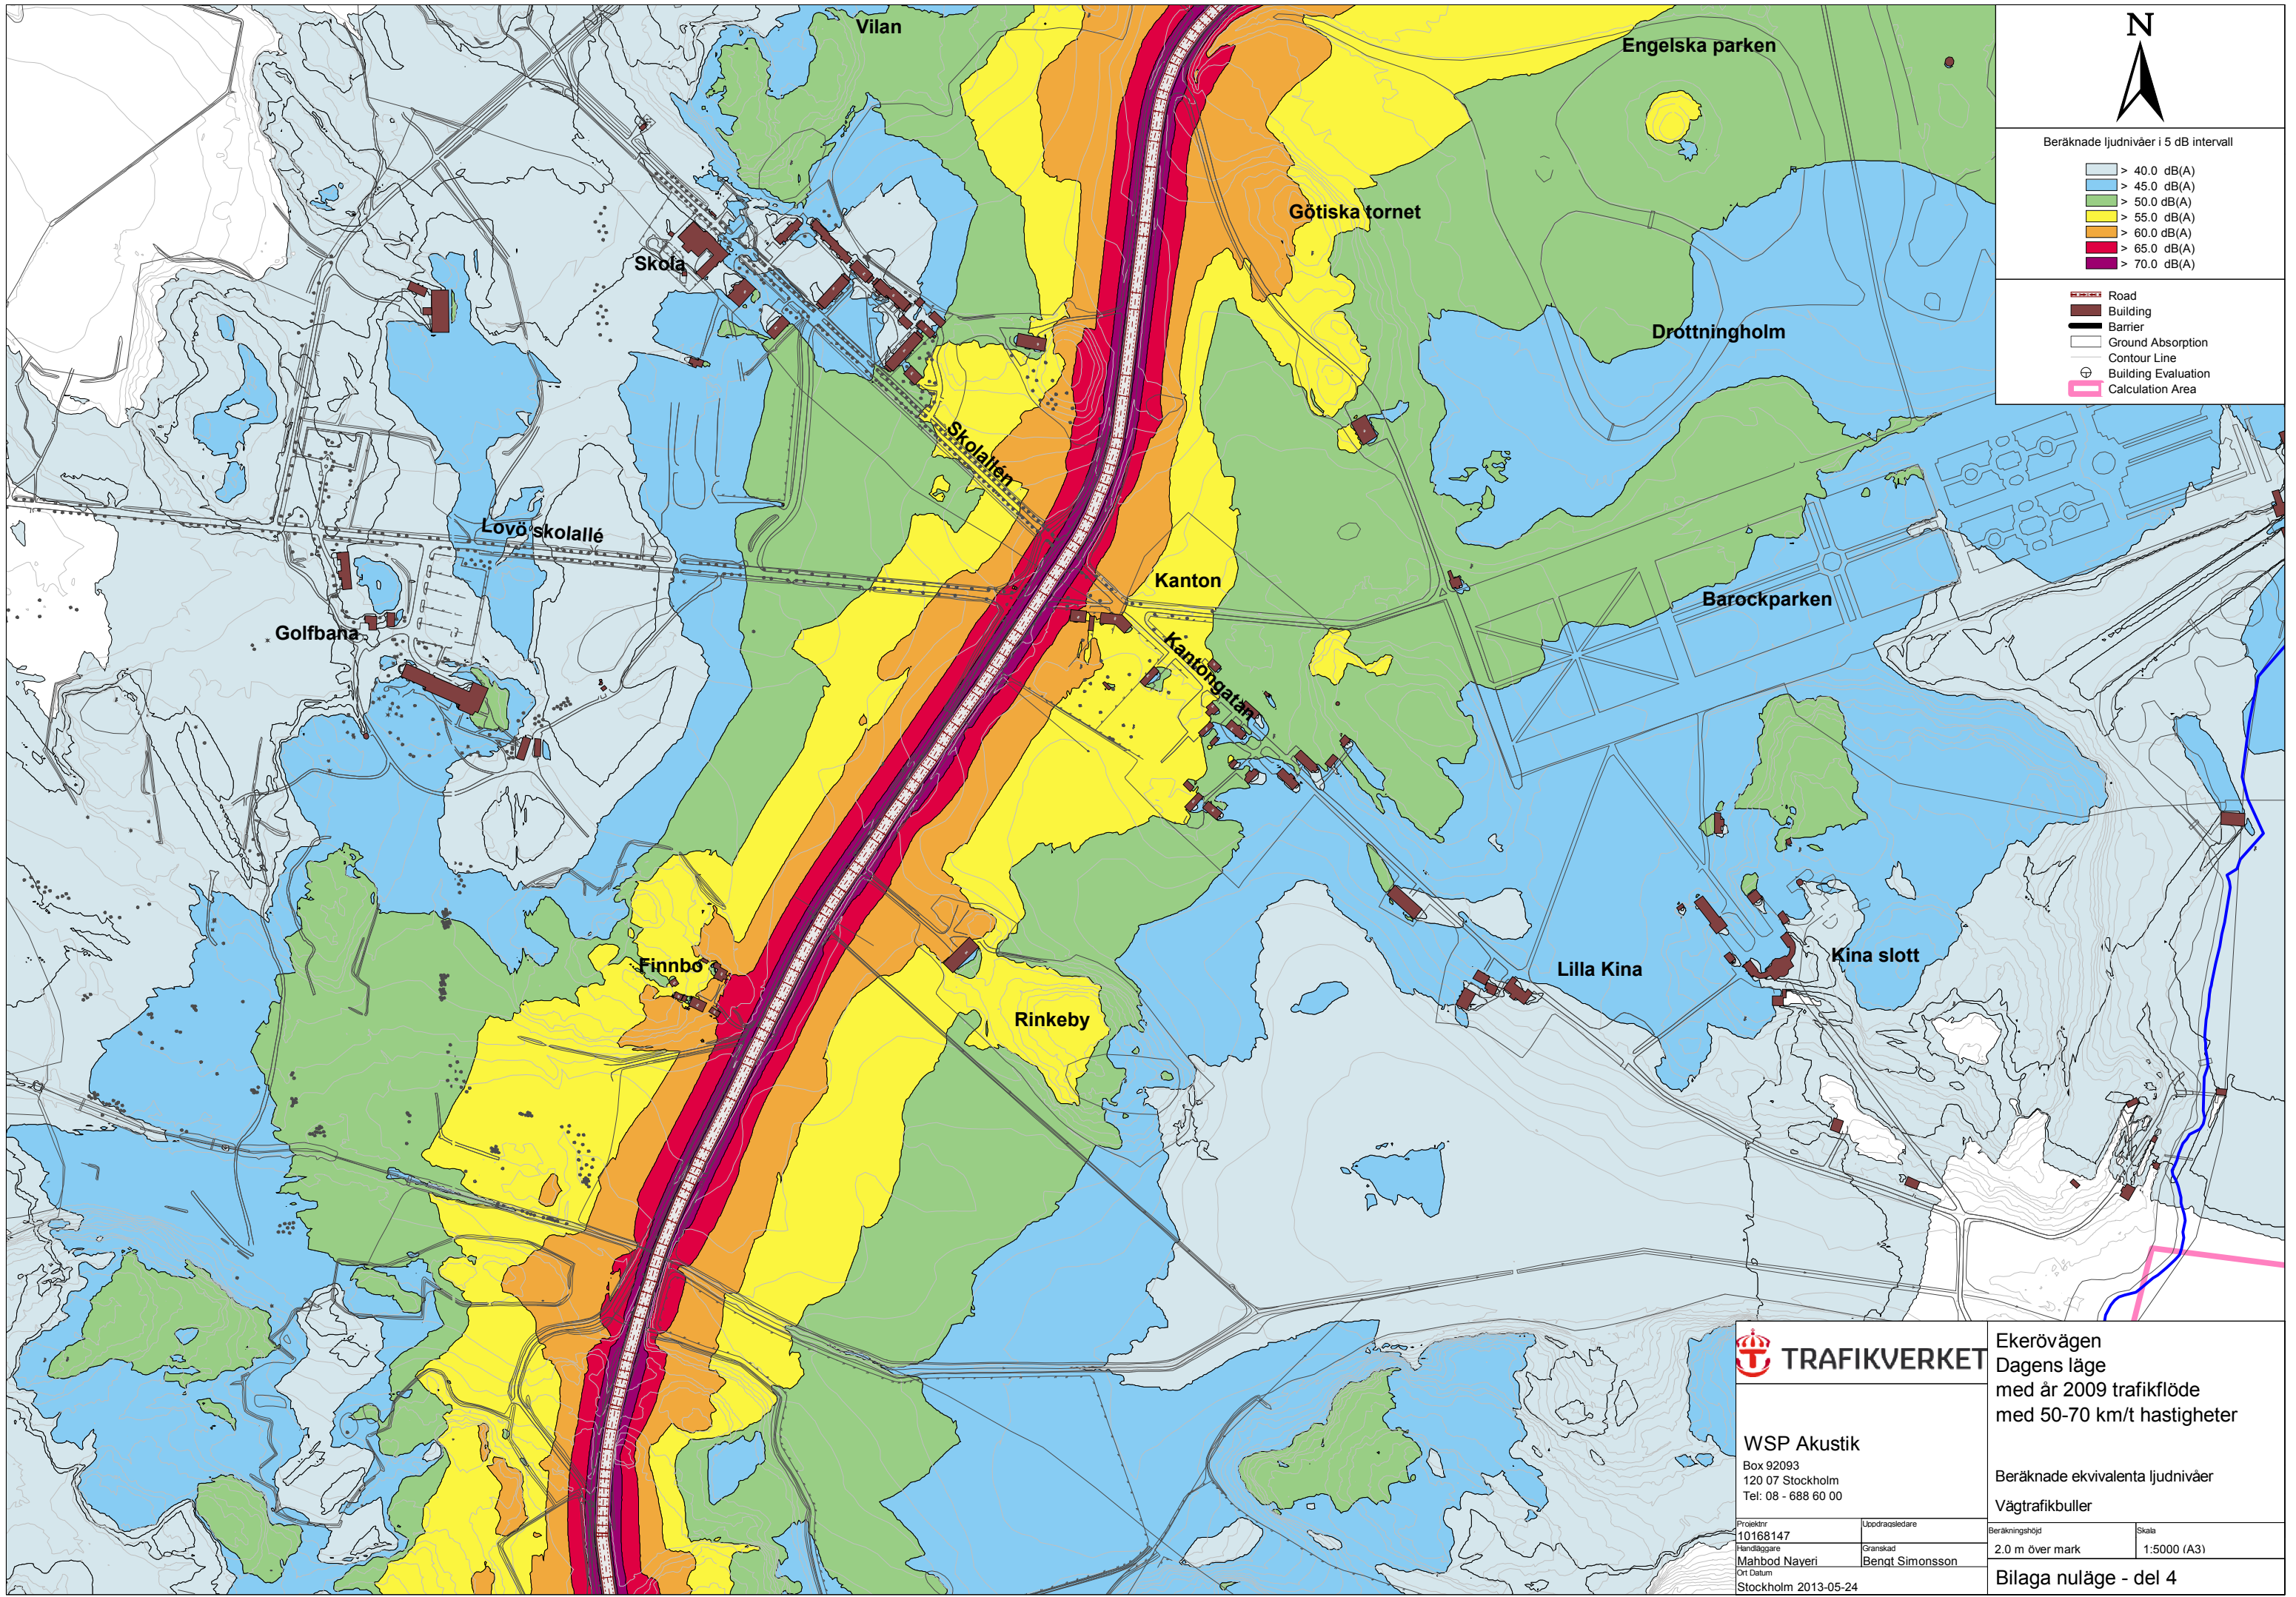 Vilan
Engelska parken
Götiska tornet
Skola
Drottningholm
Skolallén
Lovö skolallé
Kanton
Barockparken
Golfbana
Kantongatan
Finnbo
Rinkeby
Lilla Kina
Kina slott
N
Beräknade ljudnivåer i 5 dB intervall
> 40.0 dB(A)
> 45.0 dB(A)
> 50.0 dB(A)
> 55.0 dB(A)
> 60.0 dB(A)
> 65.0 dB(A)
> 70.0 dB(A)
Road
Building
Barrier
Ground Absorption
Contour Line
Building Evaluation
Calculation Area
TRAFIKVERKET
WSP Akustik
Box 92093
120 07 Stockholm
Tel: 08 - 688 60 00
Projektnr
10168147
Uppdragsledare
Handläggare
Mahbod Nayeri
Granskad
Bengt Simonsson
Ort Datum
Stockholm 2013-05-24
Ekerövägen
Dagens läge
med år 2009 trafikflöde
med 50-70 km/t hastigheter
Beräknade ekvivalenta ljudnivåer
Vägtrafikbuller
Beräkningshöjd
2.0 m över mark
Skala
1:5000 (A3)
Bilaga nuläge - del 4